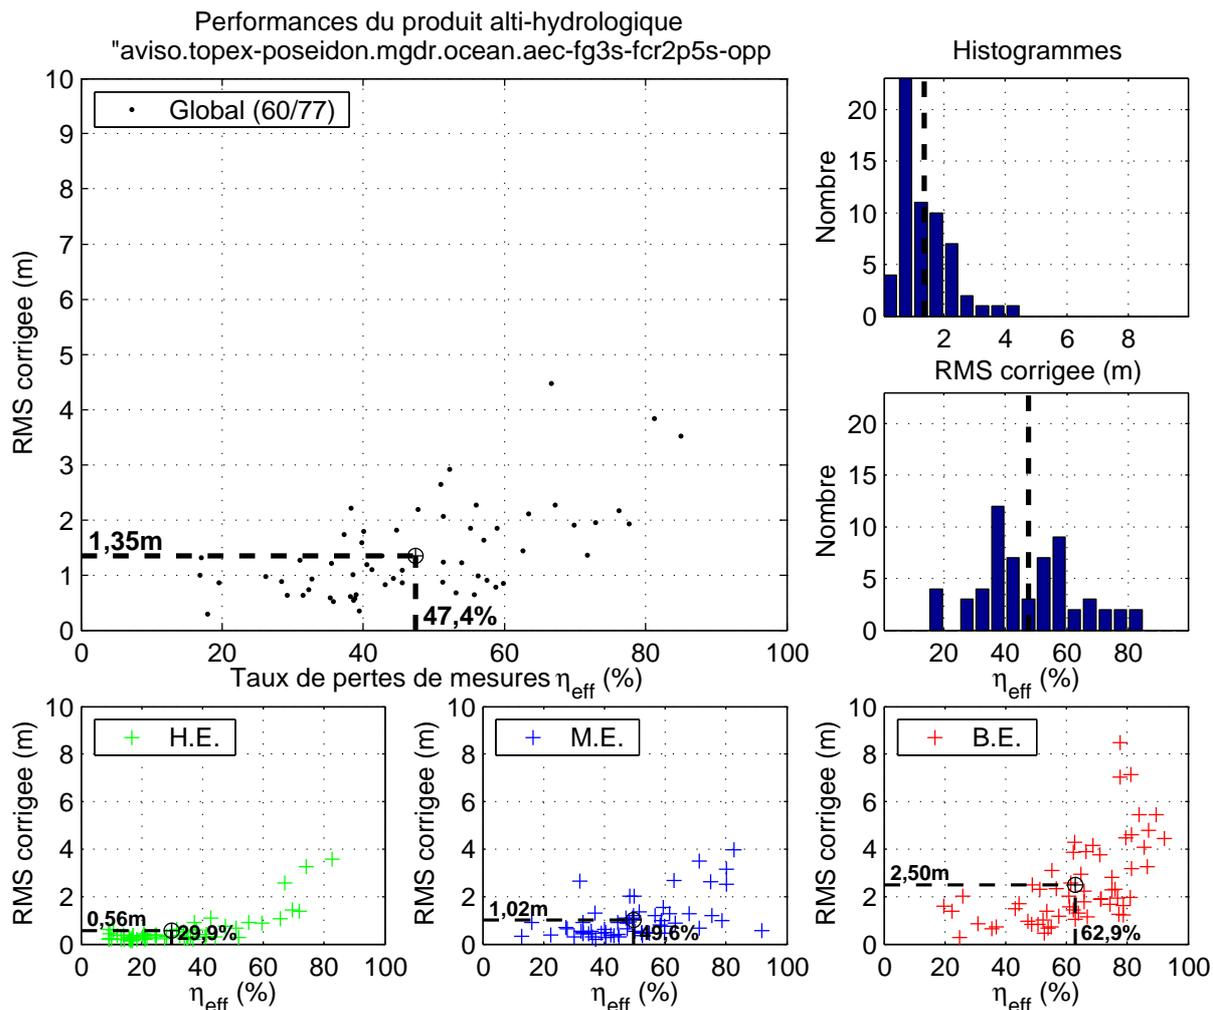 Performances du produit alti-hydrologique
"aviso.topex-poseidon.mgdr.ocean.aec-fg3s-fcr2p5s-opp
Global (60/77)
RMS corrigee (m)
10
9
8
7
6
5
4
3
2
1
0
1,35m
47,4%
0 20 40 60 80 100
Taux de pertes de mesures ηeff (%)
Histogrammes
Nombre
20
15
10
5
0
2 4 6 8
RMS corrigee (m)
Nombre
20
15
10
5
0
20 40 60 80
ηeff (%)
H.E.
RMS corrigee (m)
10
8
6
4
2
0
0,56m
29,9%
0 20 40 60 80 100
ηeff (%)
M.E.
RMS corrigee (m)
10
8
6
4
2
0
1,02m
49,6%
0 20 40 60 80 100
ηeff (%)
B.E.
RMS corrigee (m)
10
8
6
4
2
0
2,50m
62,9%
0 20 40 60 80 100
ηeff (%)